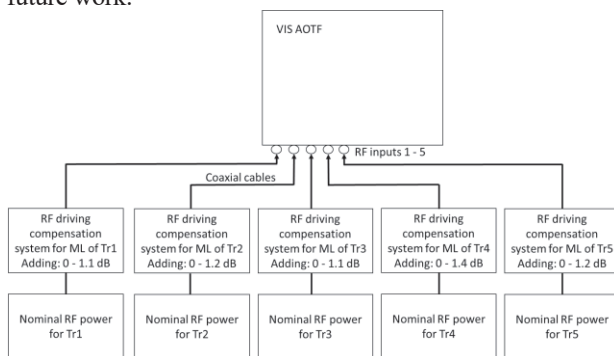 future work.
VIS AOTF
RF inputs 1 - 5
Coaxial cables
RF driving
compensation
system for ML of Tr1
Adding: 0 - 1.1 dB
RF driving
compensation
system for ML of Tr2
Adding: 0 - 1.2 dB
RF driving
compensation
system for ML of Tr3
Adding: 0 - 1.1 dB
RF driving
compensation
system for ML of Tr4
Adding: 0 - 1.4 dB
RF driving
compensation
system for ML of Tr5
Adding: 0 - 1.2 dB
Nominal RF power
for Tr1
Nominal RF power
for Tr2
Nominal RF power
for Tr3
Nominal RF power
for Tr4
Nominal RF power
for Tr5